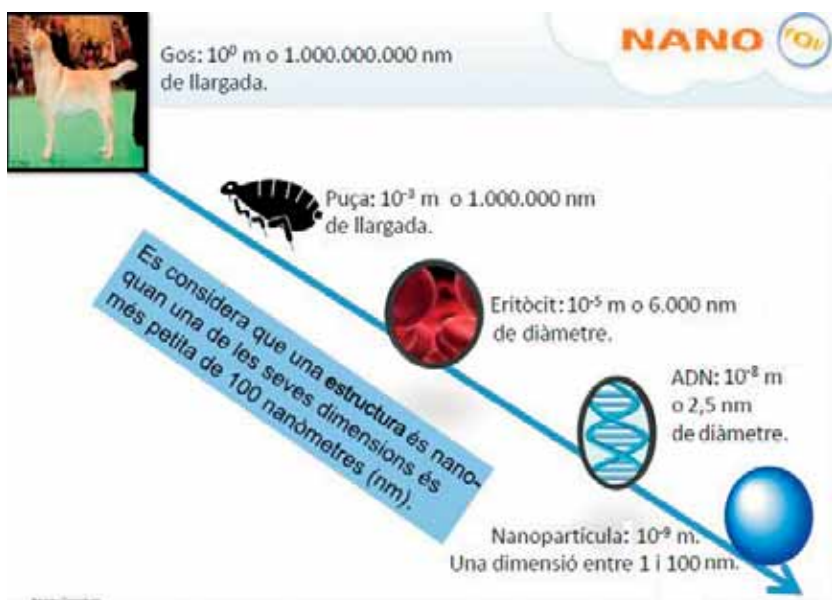 NANO
Gos: 10⁰ m o 1.000.000.000 nm
de llargada.
Puça: 10⁻³ m o 1.000.000 nm
de llargada.
Es considera que una estructura és nano-
quan una de les seves dimensions és
més petita de 100 nanòmetres (nm).
Eritòcit: 10⁻⁵ m o 6.000 nm
de diàmetre.
ADN: 10⁻⁸ m
o 2,5 nm
de diàmetre.
Nanopartícula: 10⁻⁹ m.
Una dimensió entre 1 i 100 nm.